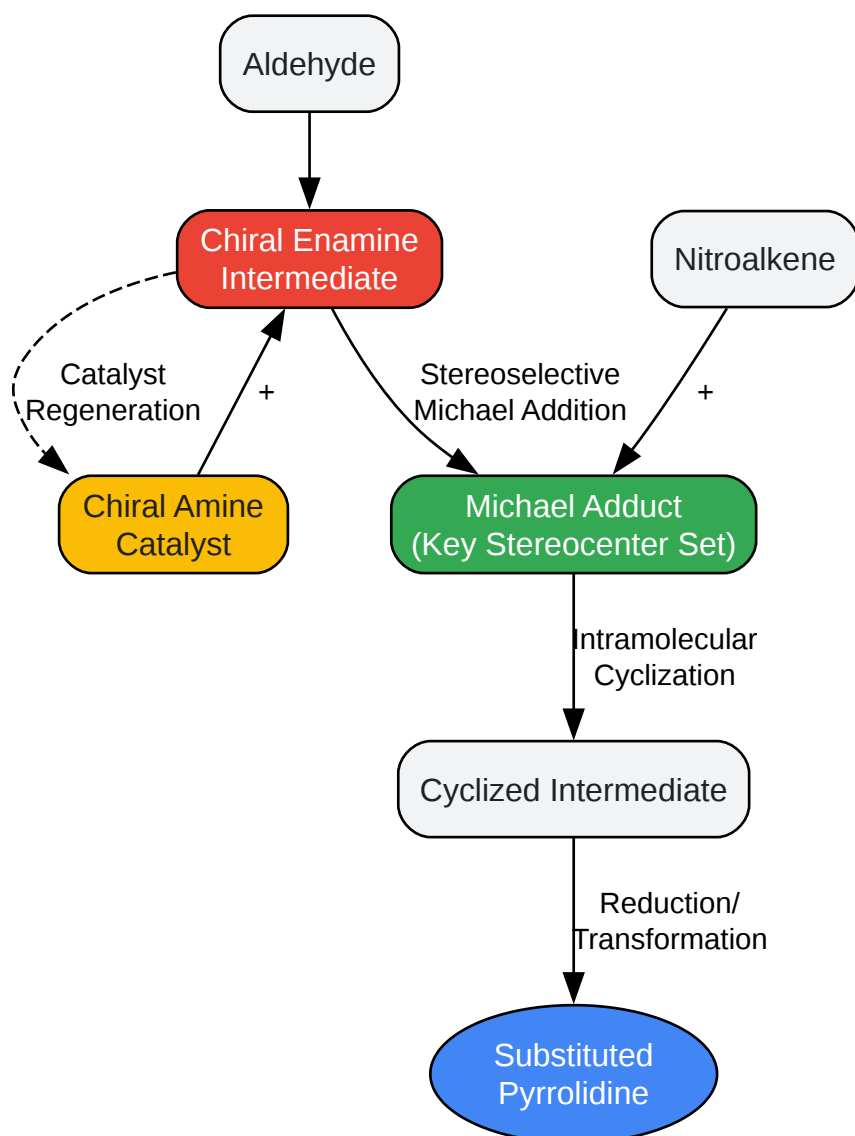 Aldehyde
Chiral Enamine
Intermediate
Nitroalkene
Catalyst
Regeneration
+
Stereoselective
Michael Addition
+
Chiral Amine
Catalyst
Michael Adduct
(Key Stereocenter Set)
Intramolecular
Cyclization
Cyclized Intermediate
Reduction/
Transformation
Substituted
Pyrrolidine